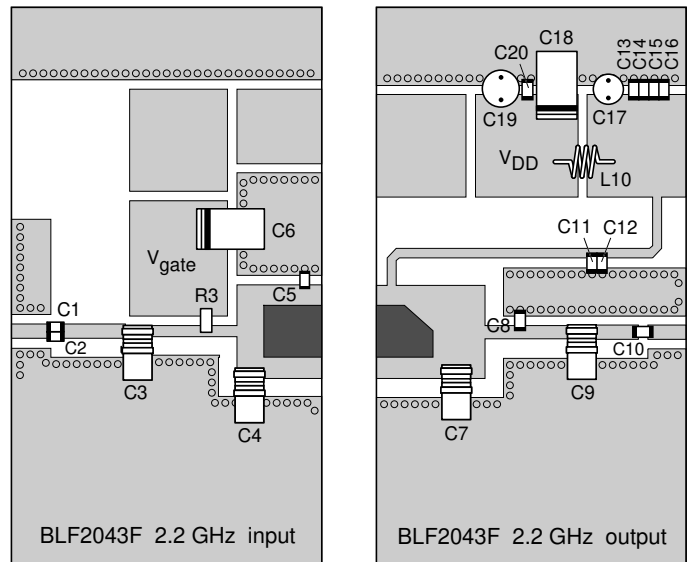 C6
V gate
R3
C5
C1
C2
C3
C4
BLF2043F 2.2 GHz input
C18
C20
C13
C14
C15
C16
C19
C17
VDD
L10
C11 C12
C8
C10
C9
C7
BLF2043F 2.2 GHz output